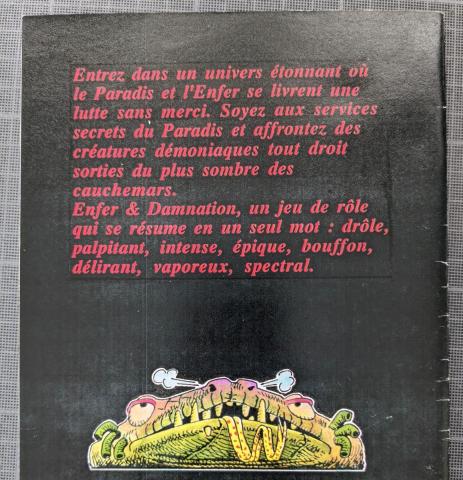 Entrez dans un univers étonnant où
le Paradis et l'Enfer se livrent une
lutte sans merci. Soyez aux services
secrets du Paradis et affrontez des
créatures démoniaques tout droit
sorties du plus sombre des
cauchemars.
Enfer & Damnation, un jeu de rôle
qui se résume en un seul mot : drôle,
palpitant, intense, épique, bouffon,
délirant, vaporeux, spectral.